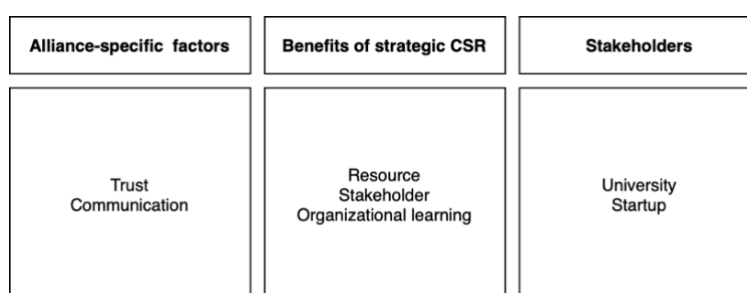 Alliance-specific factors
Benefits of strategic CSR
Stakeholders
Trust
Communication
Resource
Stakeholder
Organizational learning
University
Startup